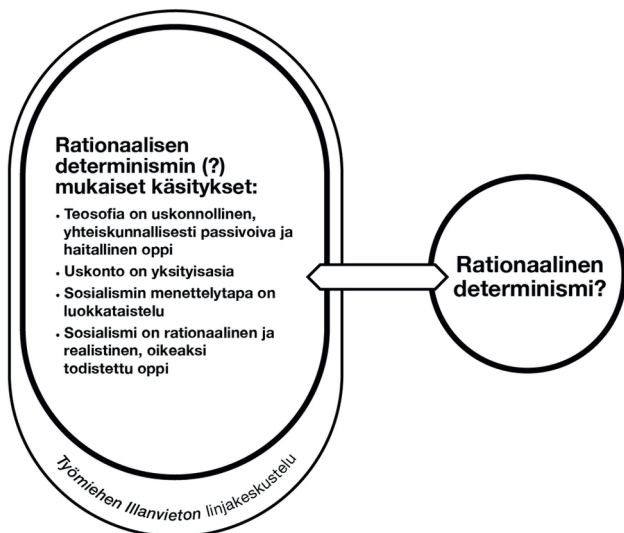 Rationaalisen
determinismin (?)
mukaiset käsitykset:
• Teosofia on uskonnollinen,
yhteiskunnallisesti passivoiva ja
haitallinen oppi
• Uskonto on yksityisasia
• Sosialismin menettelytapa on
luokkataistelu
• Sosialismi on rationaalinen ja
realistinen, oikeaksi
todistettu oppi
Rationaalinen
determinismi?
Työmiehen Illanvieton linjakeskustelu